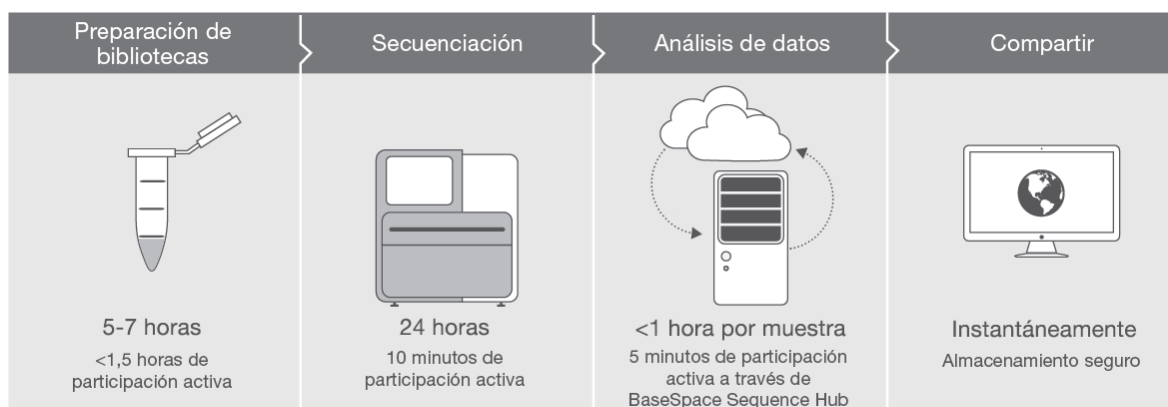 Preparación de
bibliotecas
Secuenciación
Análisis de datos
Compartir
5-7 horas
<1,5 horas de
participación activa
24 horas
10 minutos de
participación activa
<1 hora por muestra
5 minutos de participación
activa a través de
BaseSpace Sequence Hub
Instantáneamente
Almacenamiento seguro